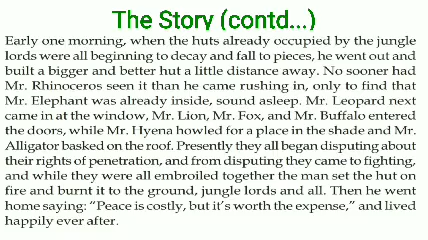 The Story (contd...)
Early one morning, when the huts already occupied by the jungle
lords were all beginning to decay and fall to pieces, he went out and
built a bigger and better hut a little distance away. No sooner had
Mr. Rhinoceros seen it than he came rushing in, only to find that
Mr. Elephant was already inside, sound asleep. Mr. Leopard next
came in at the window, Mr. Lion, Mr. Fox, and Mr. Buffalo entered
the doors, while Mr. Hyena howled for a place in the shade and Mr.
Alligator basked on the roof. Presently they all began disputing about
their rights of penetration, and from disputing they came to fighting,
and while they were all embroiled together the man set the hut on
fire and burnt it to the ground, jungle lords and all. Then he went
home saying: “Peace is costly, but it’s worth the expense,” and lived
happily ever after.